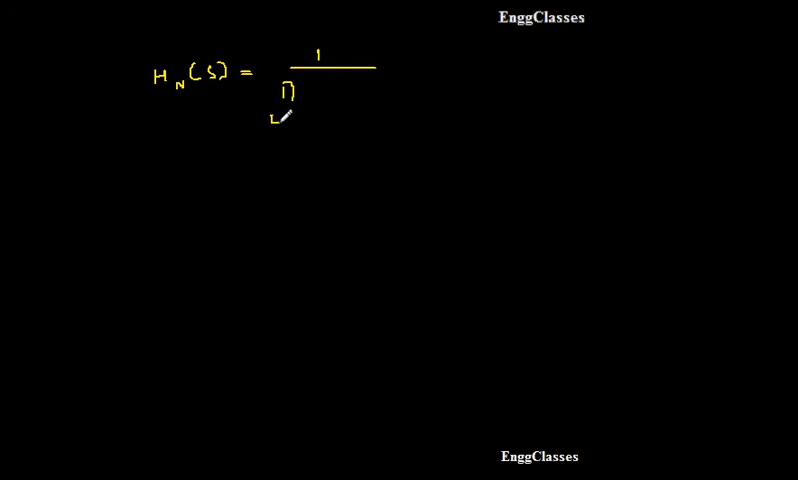 EnggClasses
H_N(S) = 1 / Π
EnggClasses